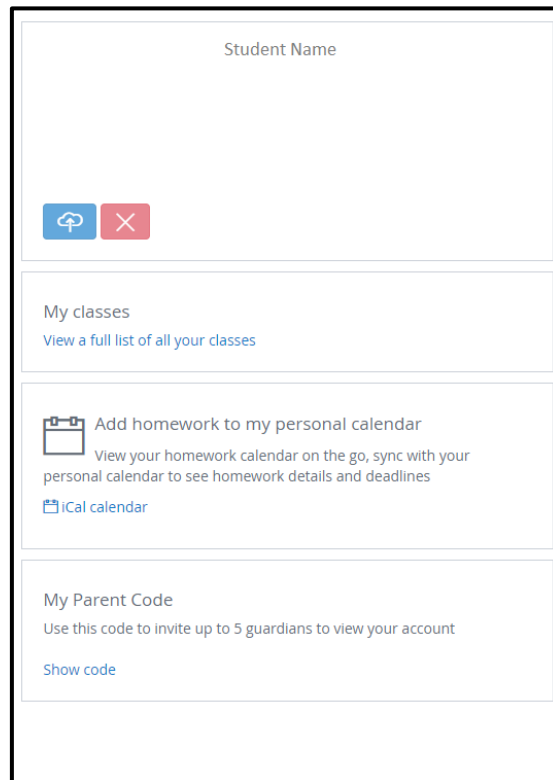 Student Name
My classes
View a full list of all your classes
Add homework to my personal calendar
View your homework calendar on the go, sync with your
personal calendar to see homework details and deadlines
iCal calendar
My Parent Code
Use this code to invite up to 5 guardians to view your account
Show code